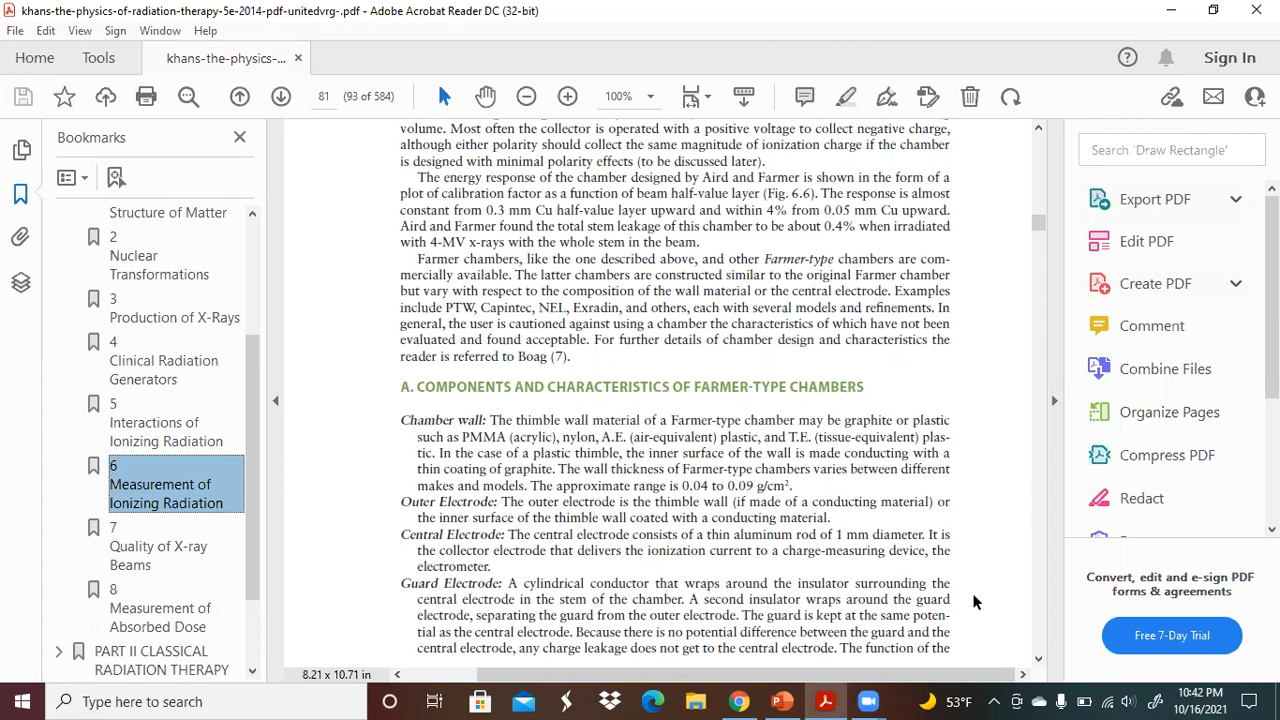 khans-the-physics-of-radiation-therapy-5e-2014-pdf-unitedvrg-.pdf - Adobe Acrobat Reader DC (32-bit)
File Edit View Sign Window Help
Home Tools khans-the-physics-... × Sign In
81 (93 of 584) 100%
Bookmarks
Structure of Matter
2
Nuclear
Transformations
3
Production of X-Rays
4
Clinical Radiation
Generators
5
Interactions of
Ionizing Radiation
6
Measurement of
Ionizing Radiation
7
Quality of X-ray
Beams
8
Measurement of
Absorbed Dose
PART II CLASSICAL
RADIATION THERAPY
volume. Most often the collector is operated with a positive voltage to collect negative charge,
although either polarity should collect the same magnitude of ionization charge if the chamber
is designed with minimal polarity effects (to be discussed later).
The energy response of the chamber designed by Aird and Farmer is shown in the form of a
plot of calibration factor as a function of beam half-value layer (Fig. 6.6). The response is almost
constant from 0.3 mm Cu half-value layer upward and within 4% from 0.05 mm Cu upward.
Aird and Farmer found the total stem leakage of this chamber to be about 0.4% when irradiated
with 4-MV x-rays with the whole stem in the beam.
Farmer chambers, like the one described above, and other Farmer-type chambers are com-
mercially available. The latter chambers are constructed similar to the original Farmer chamber
but vary with respect to the composition of the wall material or the central electrode. Examples
include PTW, Capintec, NEL, Exradin, and others, each with several models and refinements. In
general, the user is cautioned against using a chamber the characteristics of which have not been
evaluated and found acceptable. For further details of chamber design and characteristics the
reader is referred to Boag (7).
A. COMPONENTS AND CHARACTERISTICS OF FARMER-TYPE CHAMBERS
Chamber wall: The thimble wall material of a Farmer-type chamber may be graphite or plastic
such as PMMA (acrylic), nylon, A.E. (air-equivalent) plastic, and T.E. (tissue-equivalent) plas-
tic. In the case of a plastic thimble, the inner surface of the wall is made conducting with a
thin coating of graphite. The wall thickness of Farmer-type chambers varies between different
makes and models. The approximate range is 0.04 to 0.09 g/cm².
Outer Electrode: The outer electrode is the thimble wall (if made of a conducting material) or
the inner surface of the thimble wall coated with a conducting material.
Central Electrode: The central electrode consists of a thin aluminum rod of 1 mm diameter. It is
the collector electrode that delivers the ionization current to a charge-measuring device, the
electrometer.
Guard Electrode: A cylindrical conductor that wraps around the insulator surrounding the
central electrode in the stem of the chamber. A second insulator wraps around the guard
electrode, separating the guard from the outer electrode. The guard is kept at the same poten-
tial as the central electrode. Because there is no potential difference between the guard and the
central electrode, any charge leakage does not get to the central electrode. The function of the
8.21 x 10.71 in
Search 'Draw Rectangle'
Export PDF
Edit PDF
Create PDF
Comment
Combine Files
Organize Pages
Compress PDF
Redact
Convert, edit and e-sign PDF
forms & agreements
Free 7-Day Trial
Type here to search
53°F
10:42 PM
10/16/2021